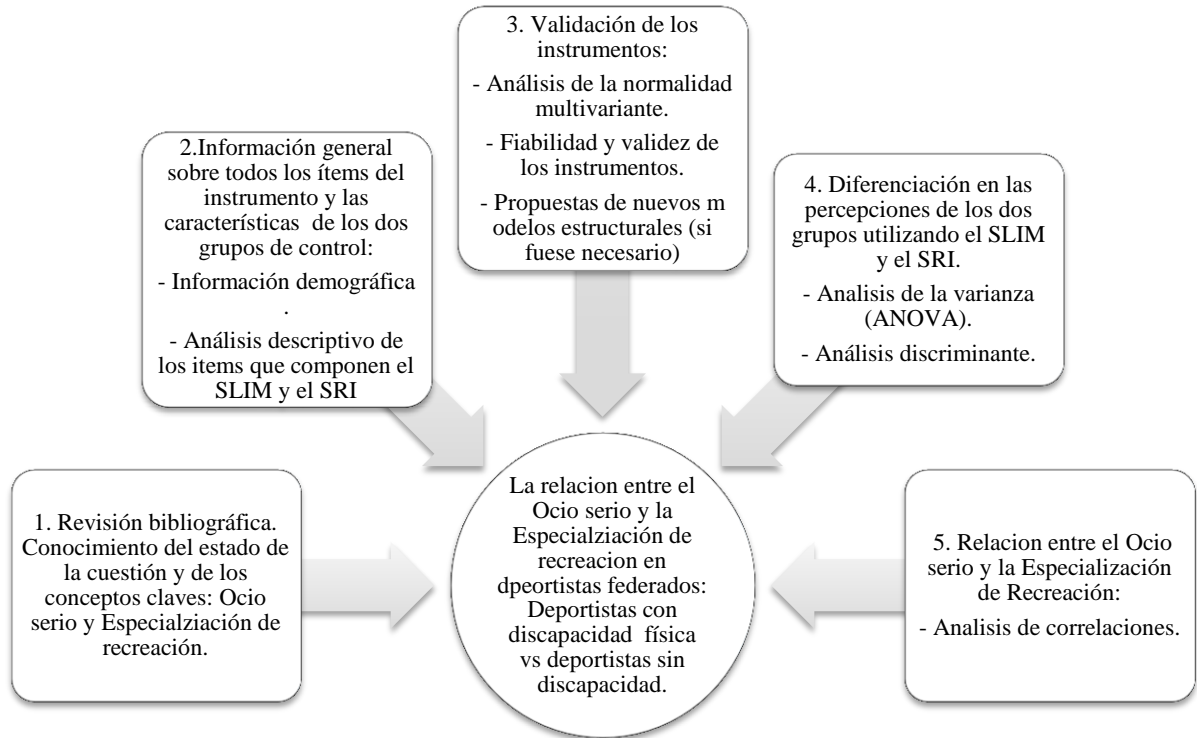 3. Validación de los
instrumentos:
- Análisis de la normalidad
multivariante.
- Fiabilidad y validez de
los instrumentos.
- Propuestas de nuevos m
odelos estructurales (si
fuese necesario)
2.Información general
sobre todos los ítems del
instrumento y las
características de los dos
grupos de control:
- Información demográfica
.
- Análisis descriptivo de
los items que componen el
SLIM y el SRI
4. Diferenciación en las
percepciones de los dos
grupos utilizando el SLIM
y el SRI.
- Analisis de la varianza
(ANOVA).
- Análisis discriminante.
1. Revisión bibliográfica.
Conocimiento del estado de
la cuestión y de los
conceptos claves: Ocio
serio y Especialziación de
recreación.
La relacion entre el
Ocio serio y la
Especialziación de
recreacion en
dpeortistas federados:
Deportistas con
discapacidad física
vs deportistas sin
discapacidad.
5. Relacion entre el Ocio
serio y la Especialización
de Recreación:
- Analisis de correlaciones.